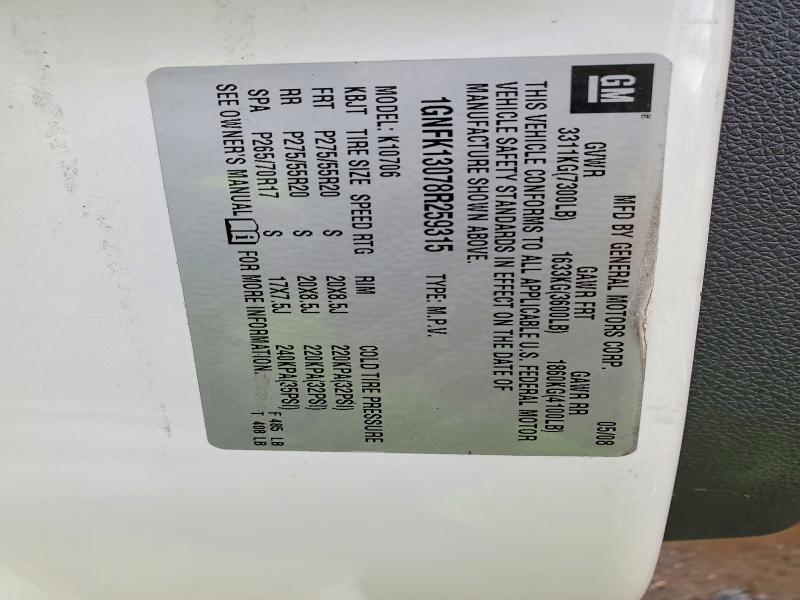 GM ®
MFD BY GENERAL MOTORS CORP. 05/08
GVWR GAWR FRT GAWR RR
3311KG(7300LB) 1633KG(3600LB) 1860KG(4100LB)
THIS VEHICLE CONFORMS TO ALL APPLICABLE U.S. FEDERAL MOTOR
VEHICLE SAFETY STANDARDS IN EFFECT ON THE DATE OF
MANUFACTURE SHOWN ABOVE.
1GNFK13078R259315 TYPE: M.P.V.
MODEL: K10706
KBJT TIRE SIZE SPEED RTG RIM COLD TIRE PRESSURE
FRT P275/55R20 S 20X8.5J 220KPA(32PSI)
RR P275/55R20 S 20X8.5J 220KPA(32PSI)
SPA P265/70R17 S 17X7.5J 240KPA(35PSI)
SEE OWNER'S MANUAL i FOR MORE INFORMATION.
F 465 LB
T 408 LB